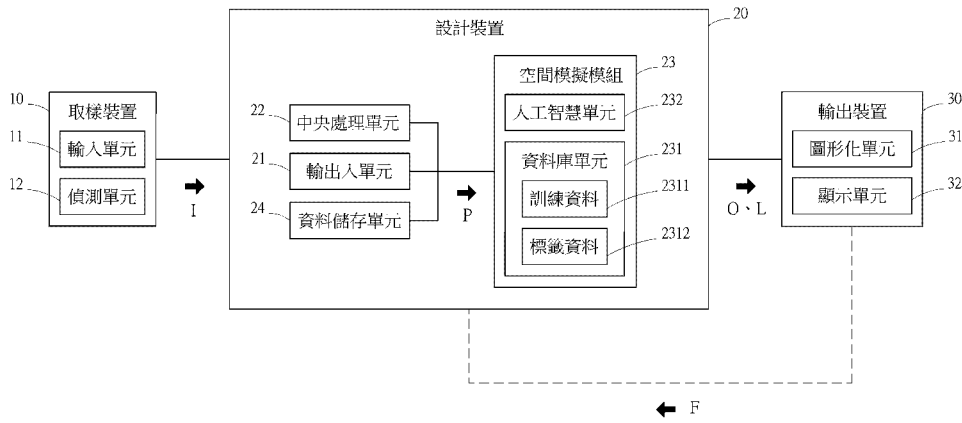 設計裝置
20
空間模擬模組
23
10
取樣裝置
11
輸入單元
12
偵測單元
I
22
中央處理單元
21
輸出入單元
24
資料儲存單元
P
人工智慧單元
232
資料庫單元
231
訓練資料
2311
標籤資料
2312
O、L
輸出裝置
30
圖形化單元
31
顯示單元
32
F